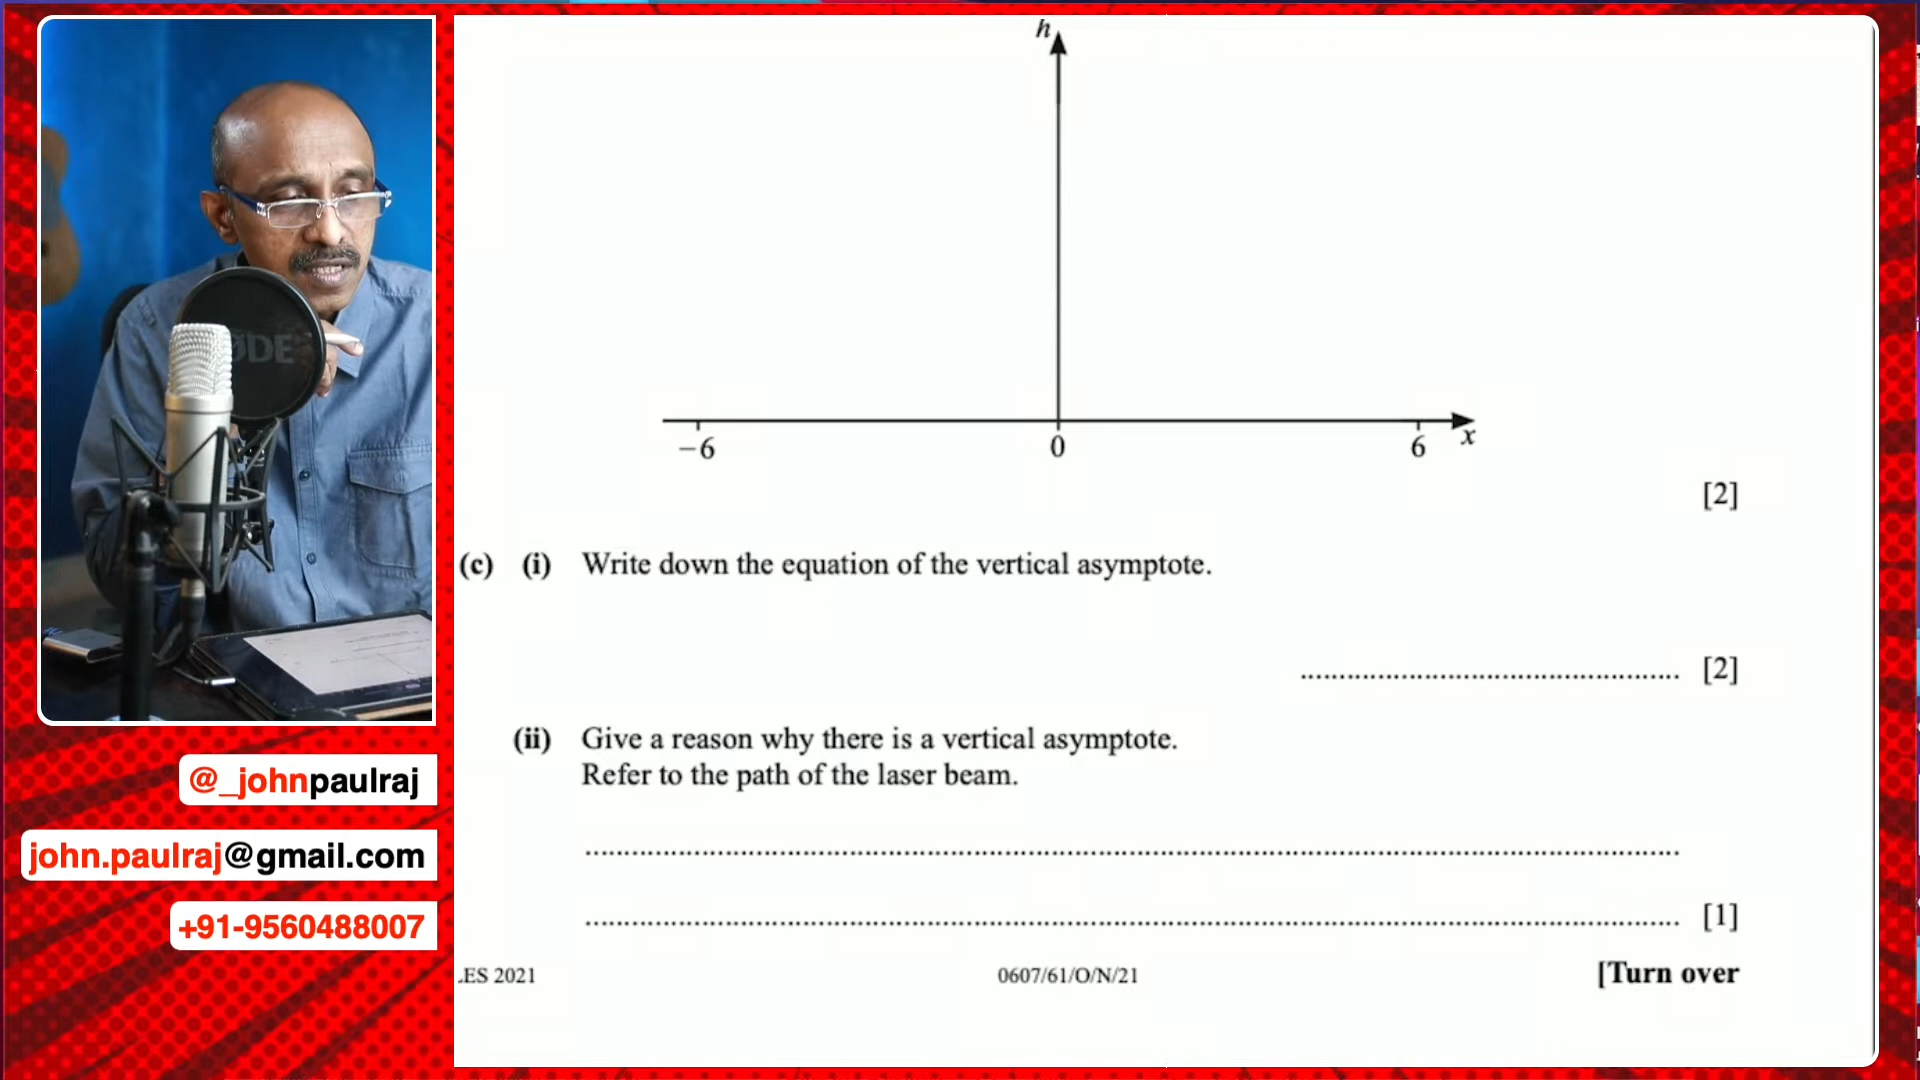 h
-6 0 6 x
[2]
(c) (i) Write down the equation of the vertical asymptote.
[2]
(ii) Give a reason why there is a vertical asymptote.
Refer to the path of the laser beam.
[1]
.ES 2021 0607/61/O/N/21 [Turn over
@_johnpaulraj
john.paulraj@gmail.com
+91-9560488007